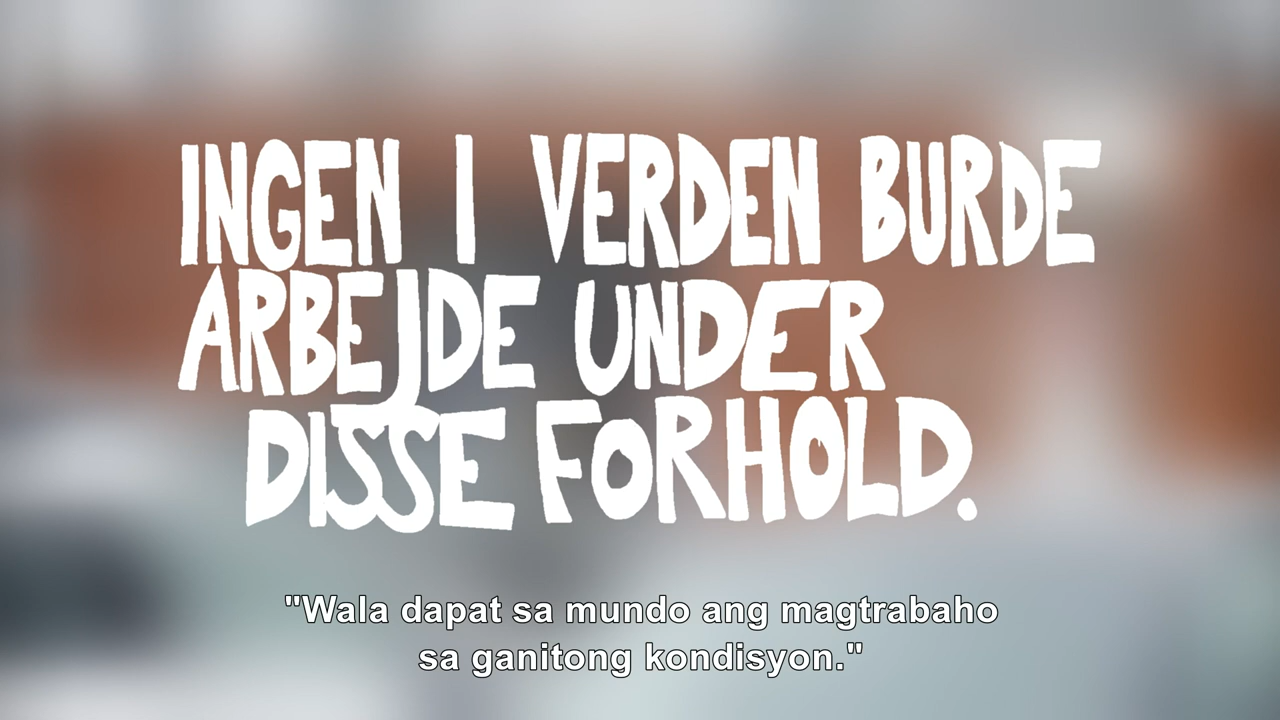 INGEN I VERDEN BURDE
ARBEJDE UNDER
DISSE FORHOLD.
"Wala dapat sa mundo ang magtrabaho
sa ganitong kondisyon."